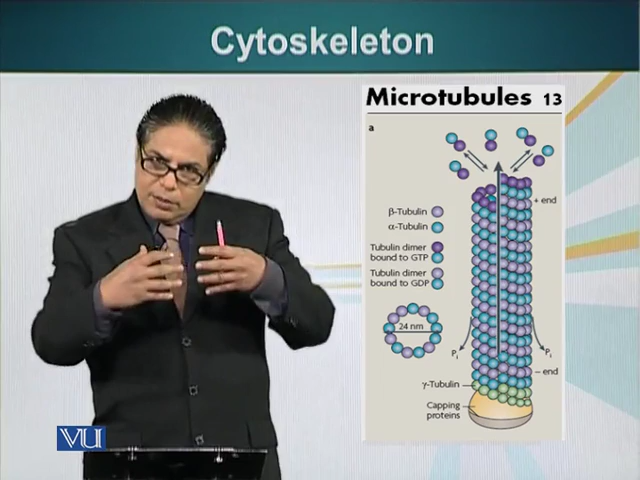 Cytoskeleton
Microtubules 13
a
+ end
β-Tubulin
α-Tubulin
Tubulin dimer
bound to GTP
Tubulin dimer
bound to GDP
24 nm
Pi
Pi
– end
γ-Tubulin
Capping
proteins
VU